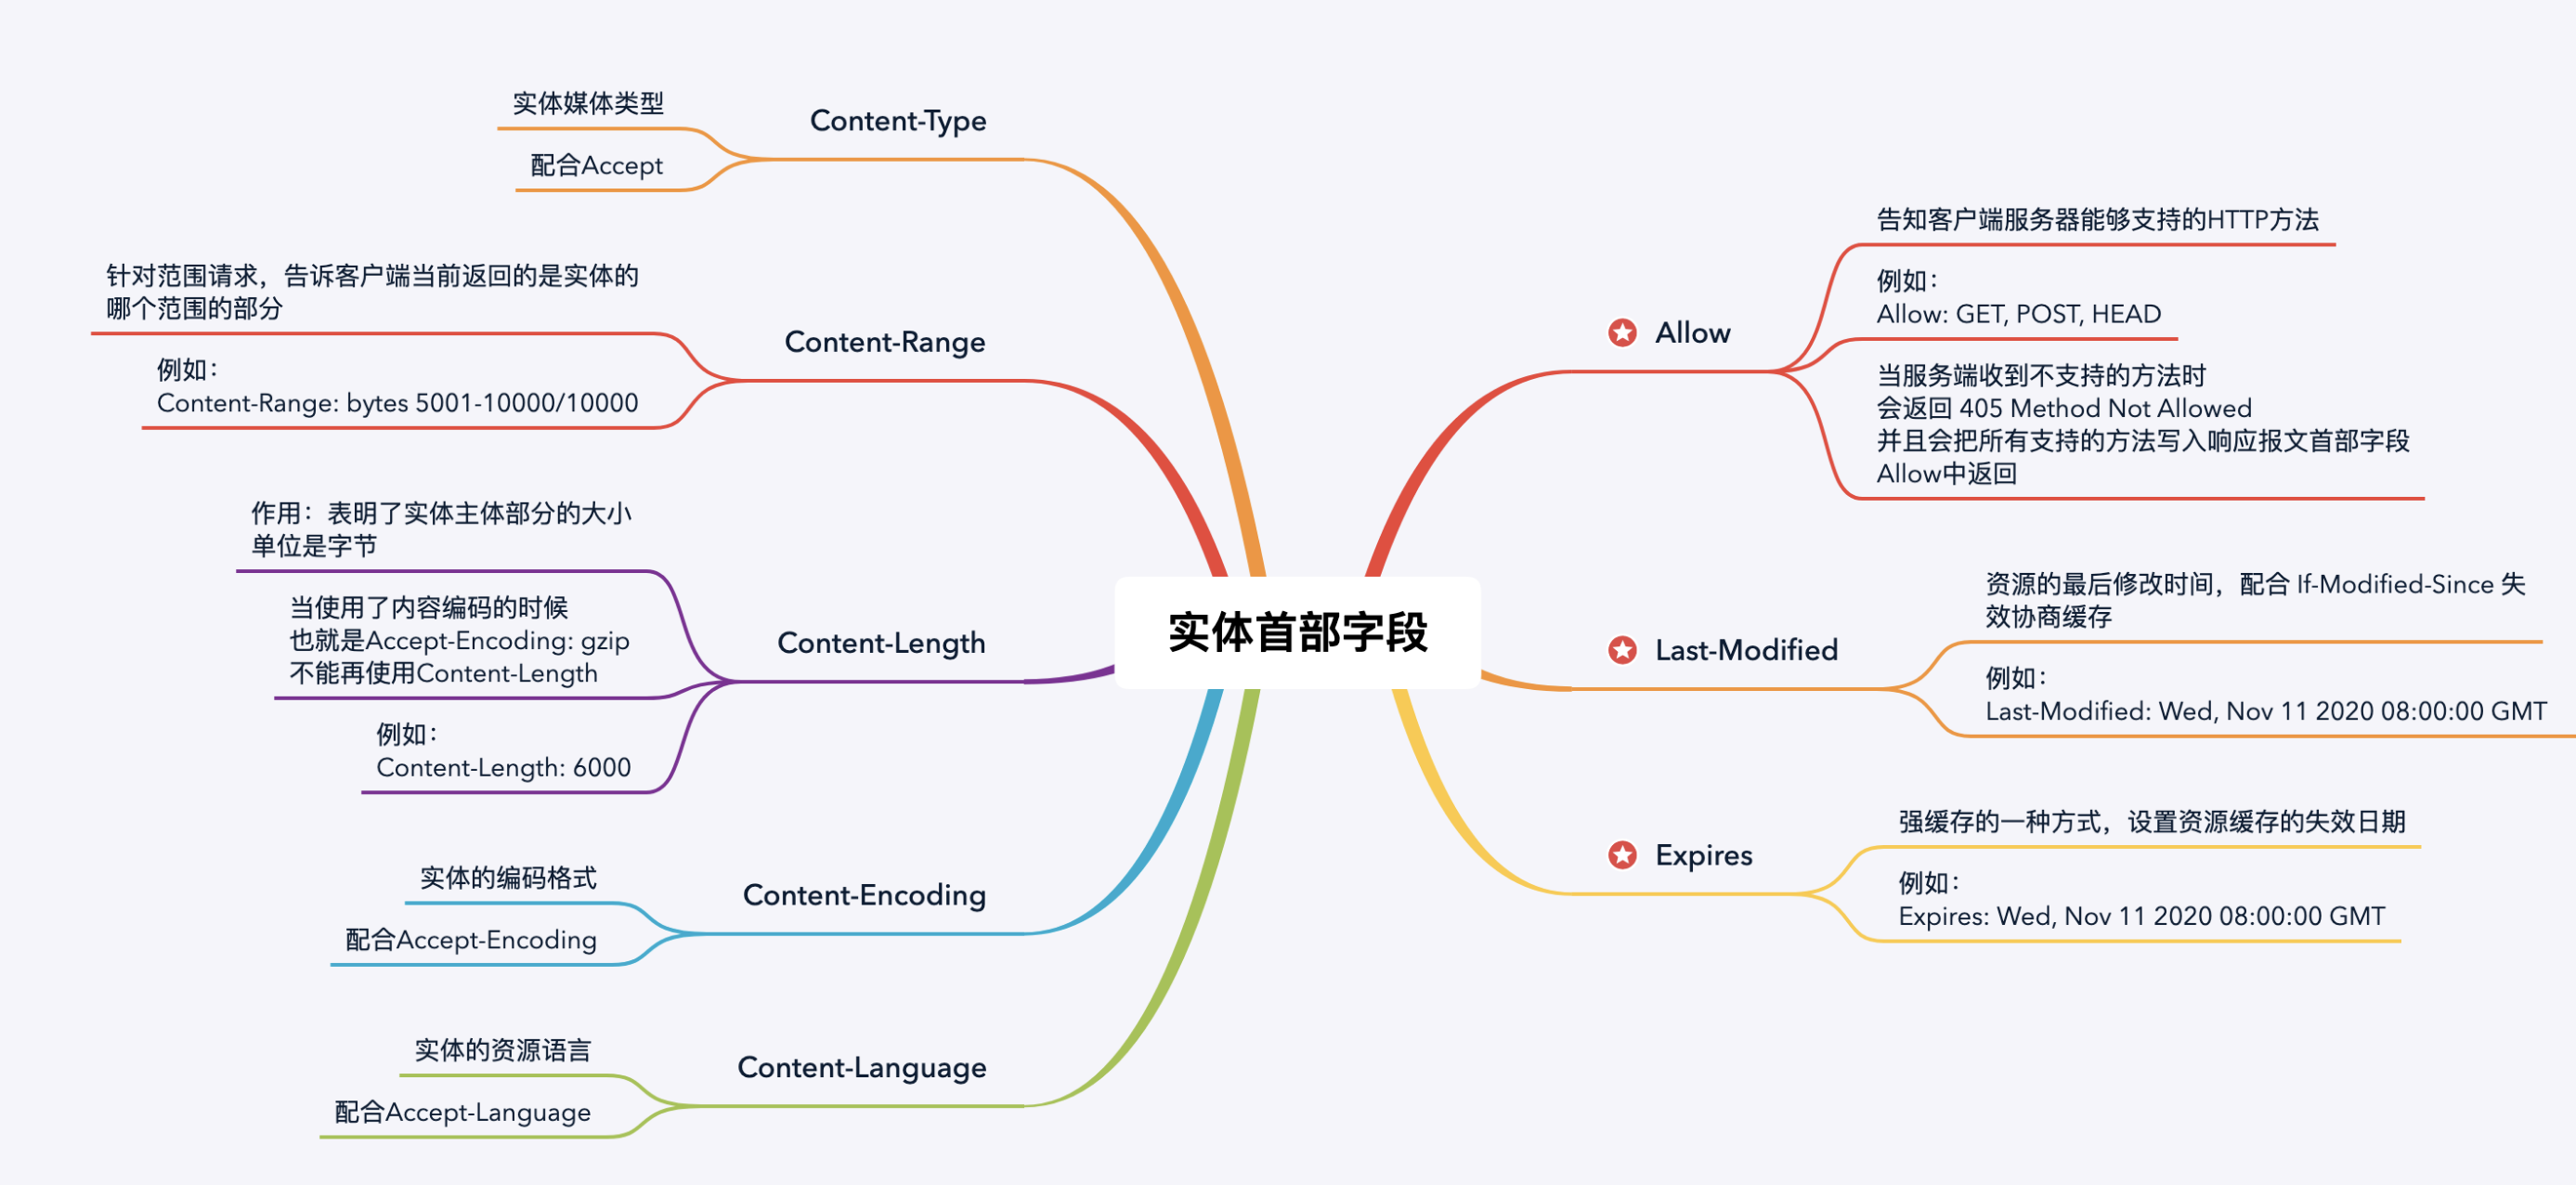 实体首部字段
Content-Type
实体媒体类型
配合Accept
Content-Range
针对范围请求，告诉客户端当前返回的是实体的
哪个范围的部分
例如：
Content-Range: bytes 5001-10000/10000
Content-Length
作用：表明了实体主体部分的大小
单位是字节
当使用了内容编码的时候
也就是Accept-Encoding: gzip
不能再使用Content-Length
例如：
Content-Length: 6000
Content-Encoding
实体的编码格式
配合Accept-Encoding
Content-Language
实体的资源语言
配合Accept-Language
Allow
告知客户端服务器能够支持的HTTP方法
例如：
Allow: GET, POST, HEAD
当服务端收到不支持的方法时
会返回 405 Method Not Allowed
并且会把所有支持的方法写入响应报文首部字段
Allow中返回
Last-Modified
资源的最后修改时间，配合 If-Modified-Since 失
效协商缓存
例如：
Last-Modified: Wed, Nov 11 2020 08:00:00 GMT
Expires
强缓存的一种方式，设置资源缓存的失效日期
例如：
Expires: Wed, Nov 11 2020 08:00:00 GMT